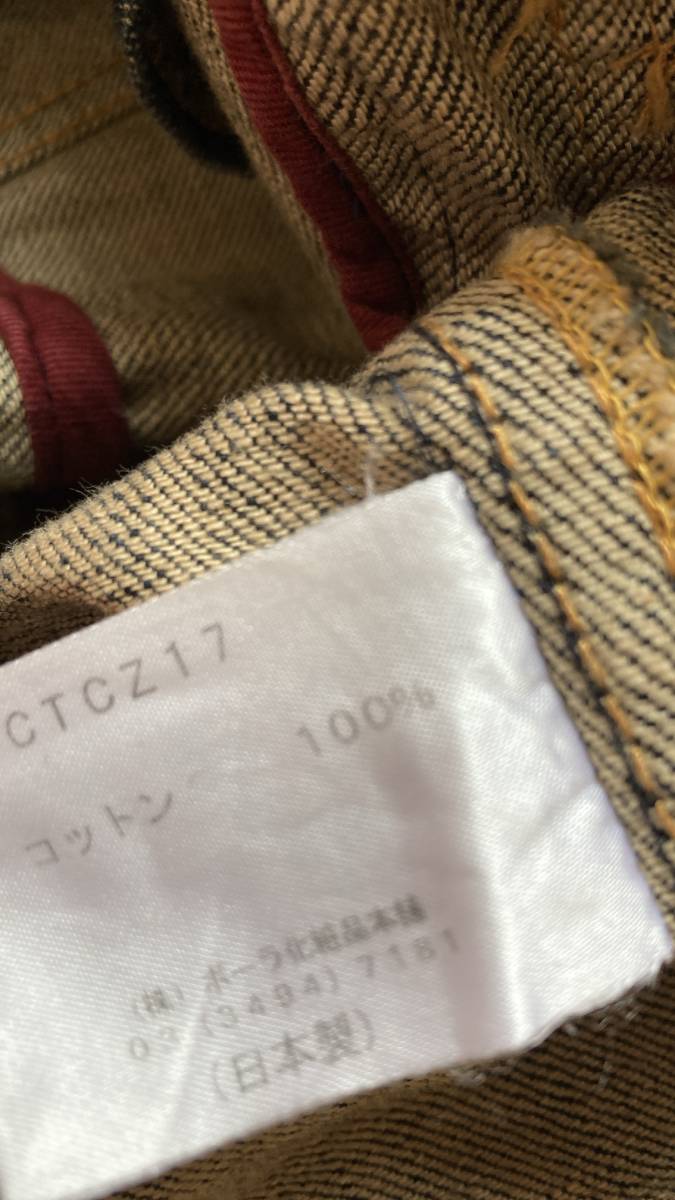 CTCZ17
コットン 100%
(株) ポーラ化粧品本舗
03 (3494) 7181
(日本製)